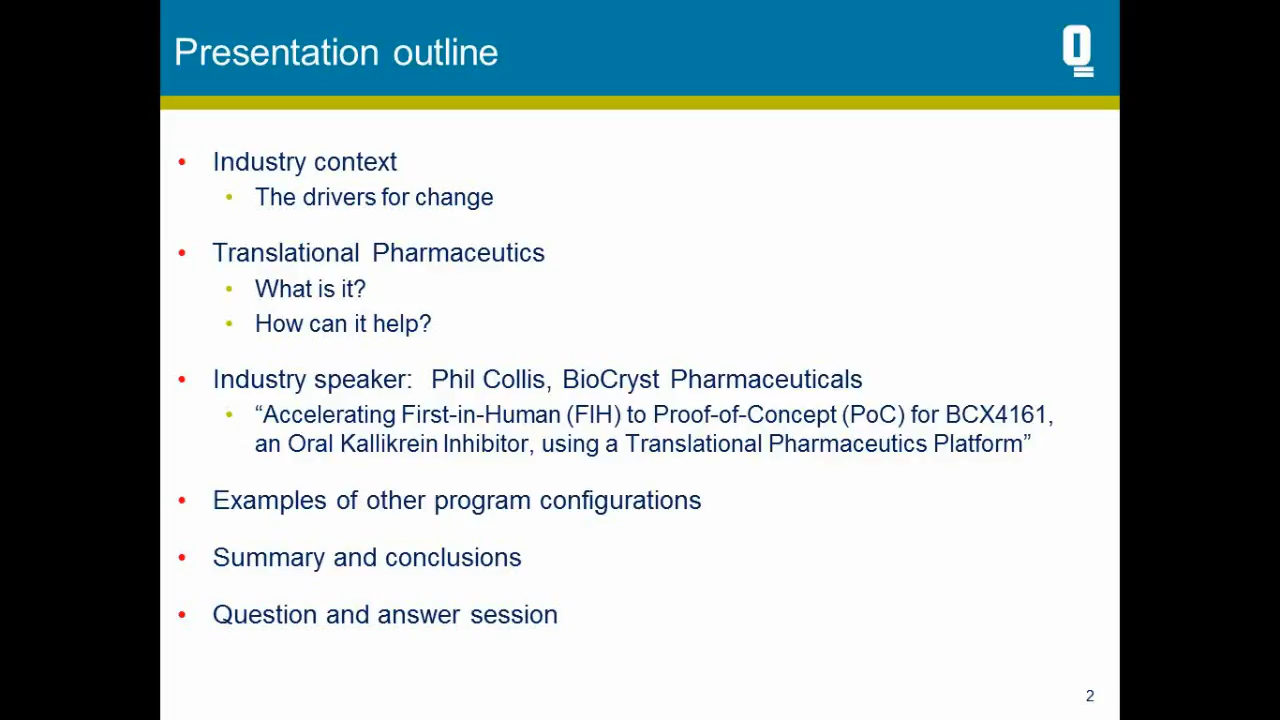 Presentation outline
Q
• Industry context
• The drivers for change
• Translational Pharmaceutics
• What is it?
• How can it help?
• Industry speaker: Phil Collis, BioCryst Pharmaceuticals
• “Accelerating First-in-Human (FIH) to Proof-of-Concept (PoC) for BCX4161,
an Oral Kallikrein Inhibitor, using a Translational Pharmaceutics Platform”
• Examples of other program configurations
• Summary and conclusions
• Question and answer session
2